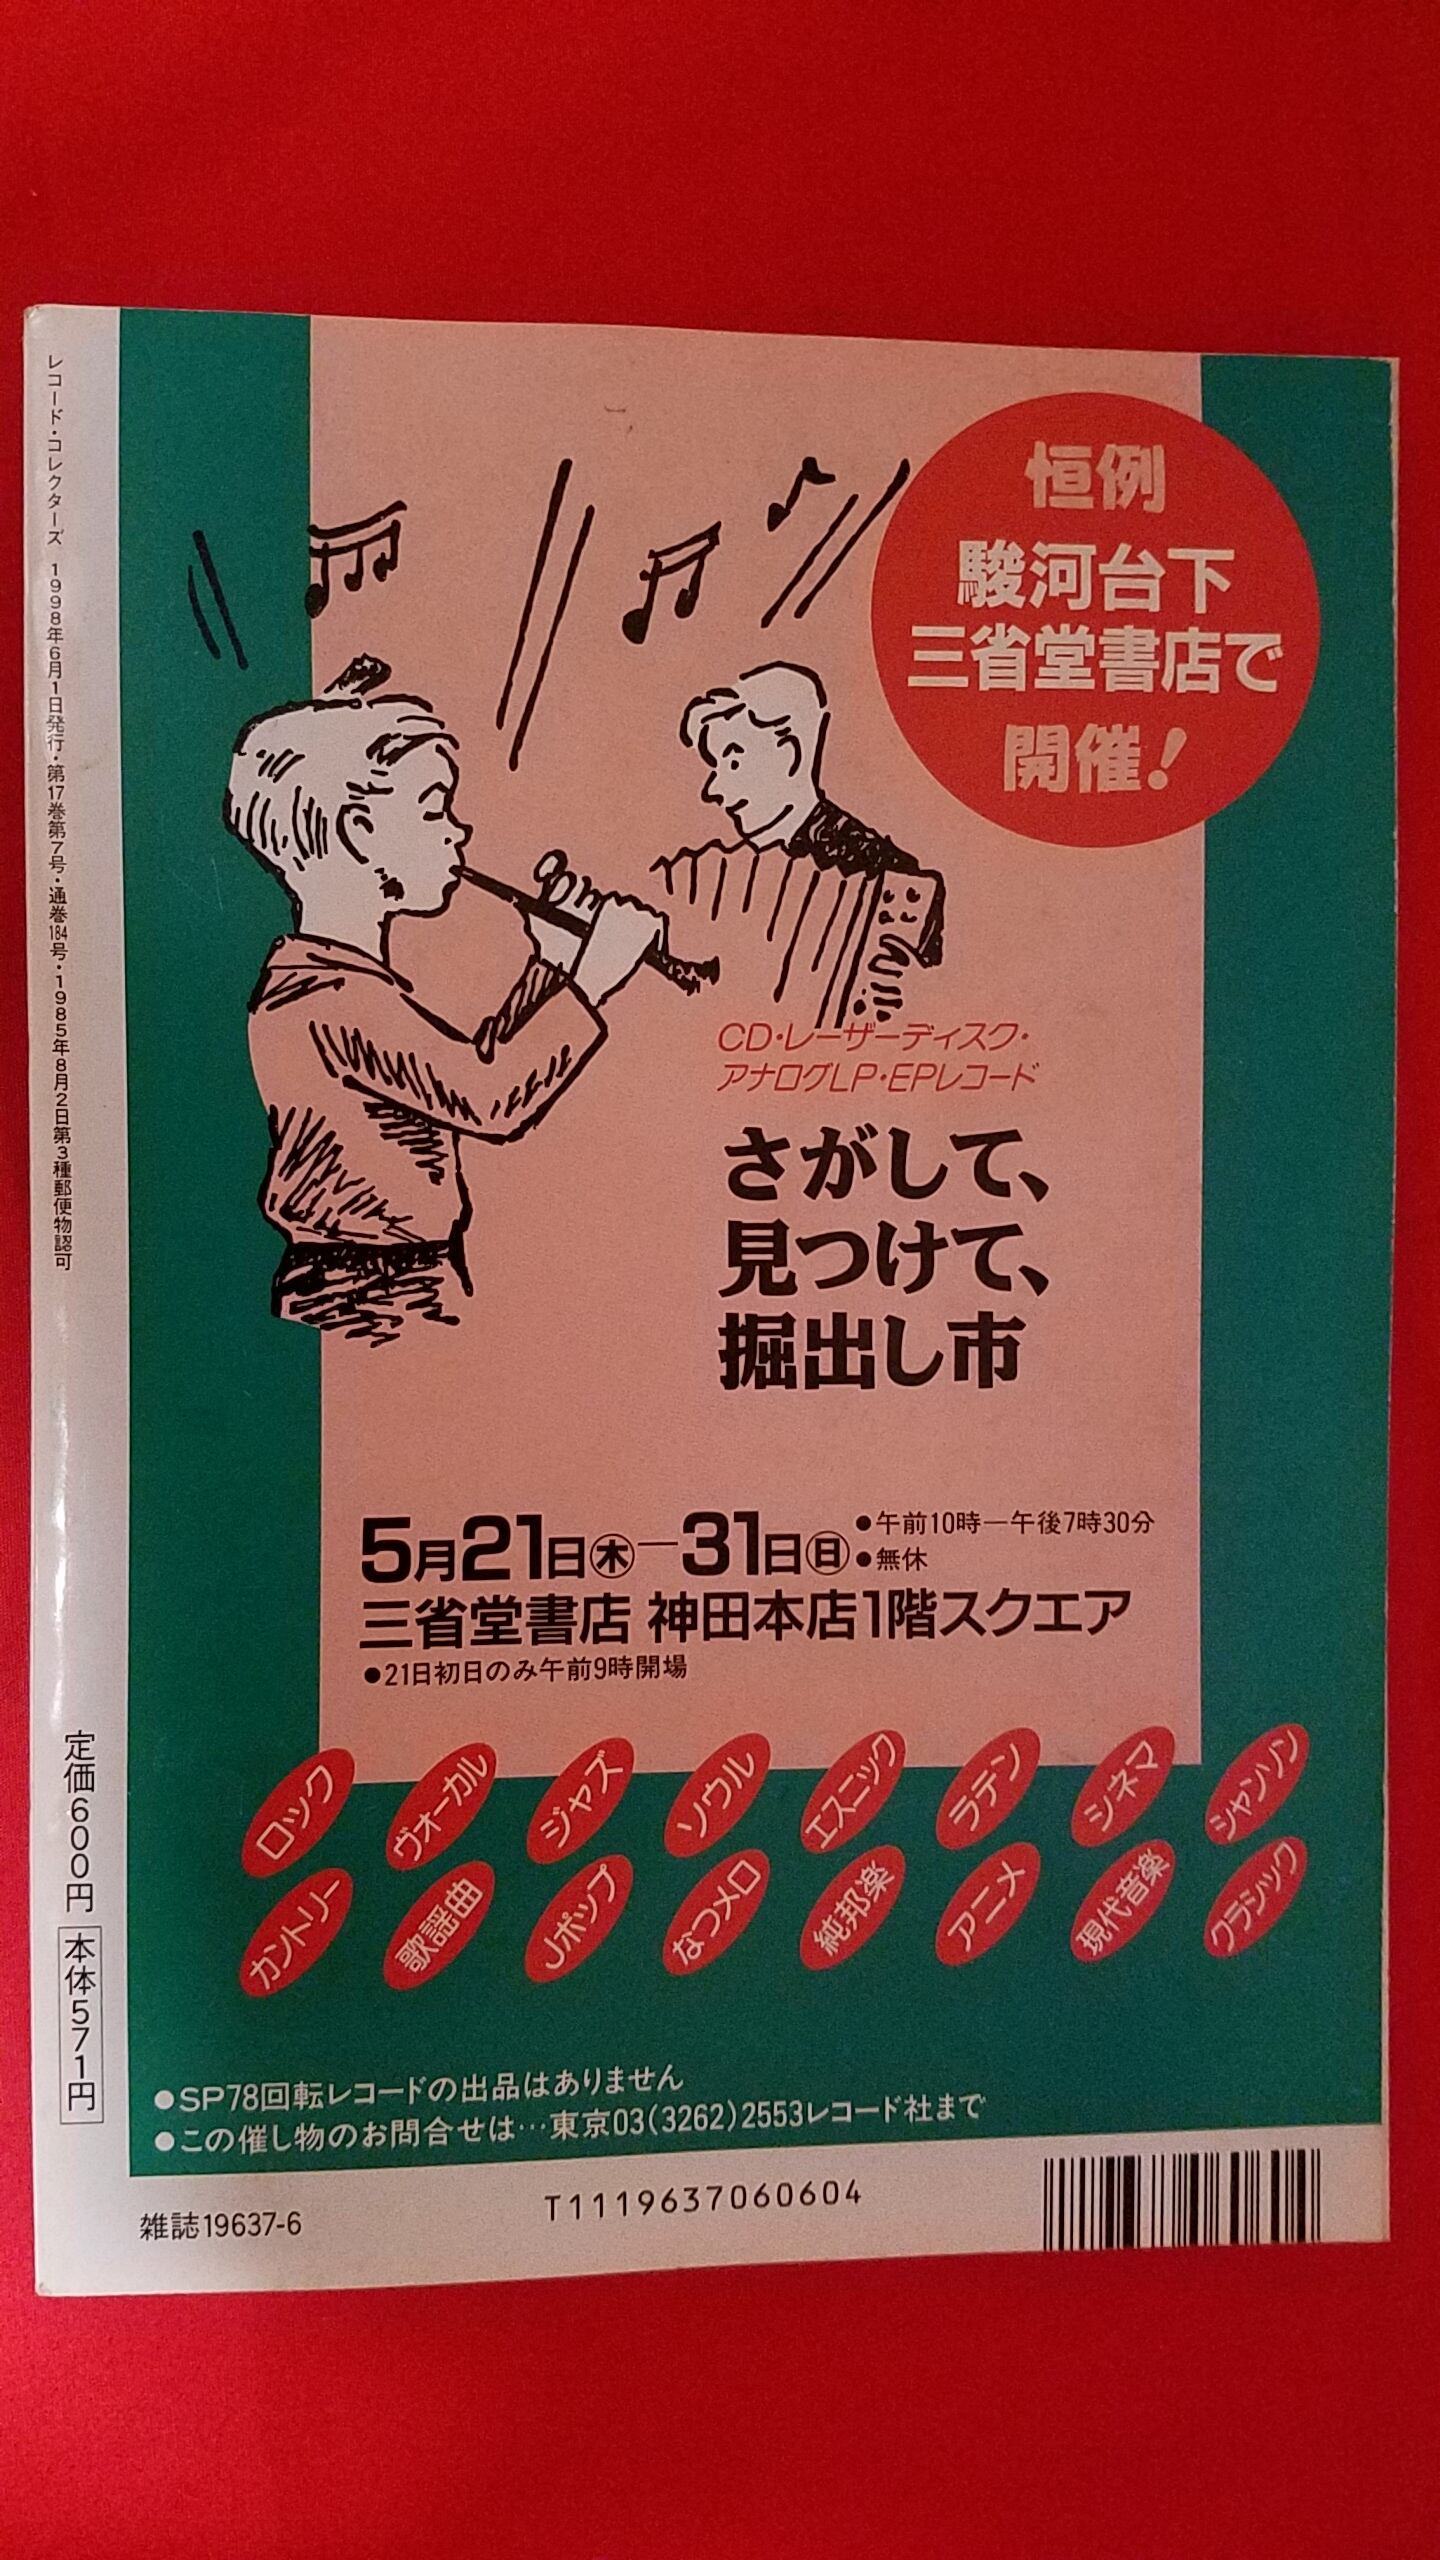 レコード・コレクターズ 1998年6月1日発行・第17巻第7号・通巻184号・1985年8月2日第3種郵便物認可
定価600円 本体571円
恒例
駿河台下
三省堂書店で
開催!
CD・レーザーディスク・
アナログLP・EPレコード
さがして、
見つけて、
掘出し市
5月21日㊍―31日㊐
●午前10時―午後7時30分
●無休
三省堂書店 神田本店1階スクエア
●21日初日のみ午前9時開場
ロック ヴォーカル ジャズ ソウル エスニック ラテン シネマ シャンソン
カントリー 歌謡曲 Jポップ なつメロ 純邦楽 アニメ 現代音楽 クラシック
●SP78回転レコードの出品はありません
●この催し物のお問合せは…東京03(3262)2553レコード社まで
雑誌19637-6
T1119637060604